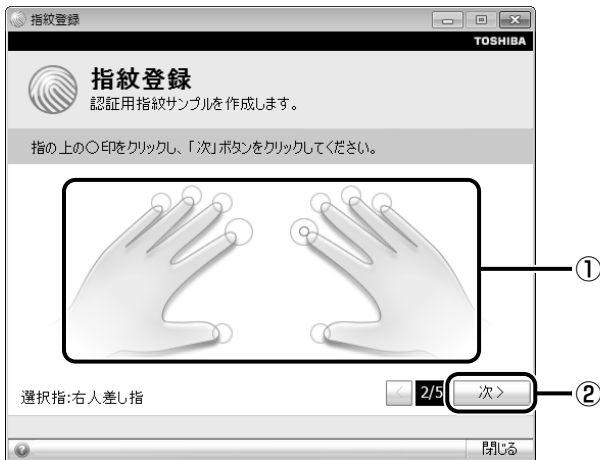 指紋登録
TOSHIBA
指紋登録
認証用指紋サンプルを作成します。
指の上の○印をクリックし、「次」ボタンをクリックしてください。
①
選択指:右人差し指
< 2/5 次 >
②
閉じる